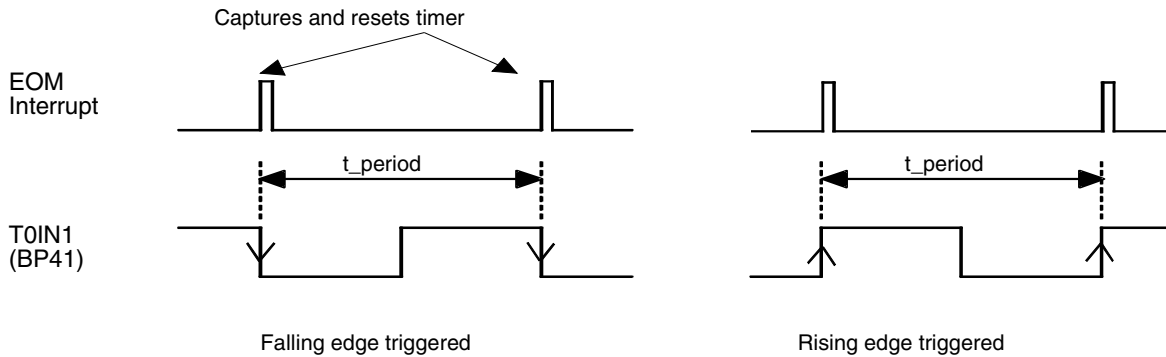 Captures and resets timer
EOM
Interrupt
t_period
t_period
T0IN1
(BP41)
Falling edge triggered
Rising edge triggered